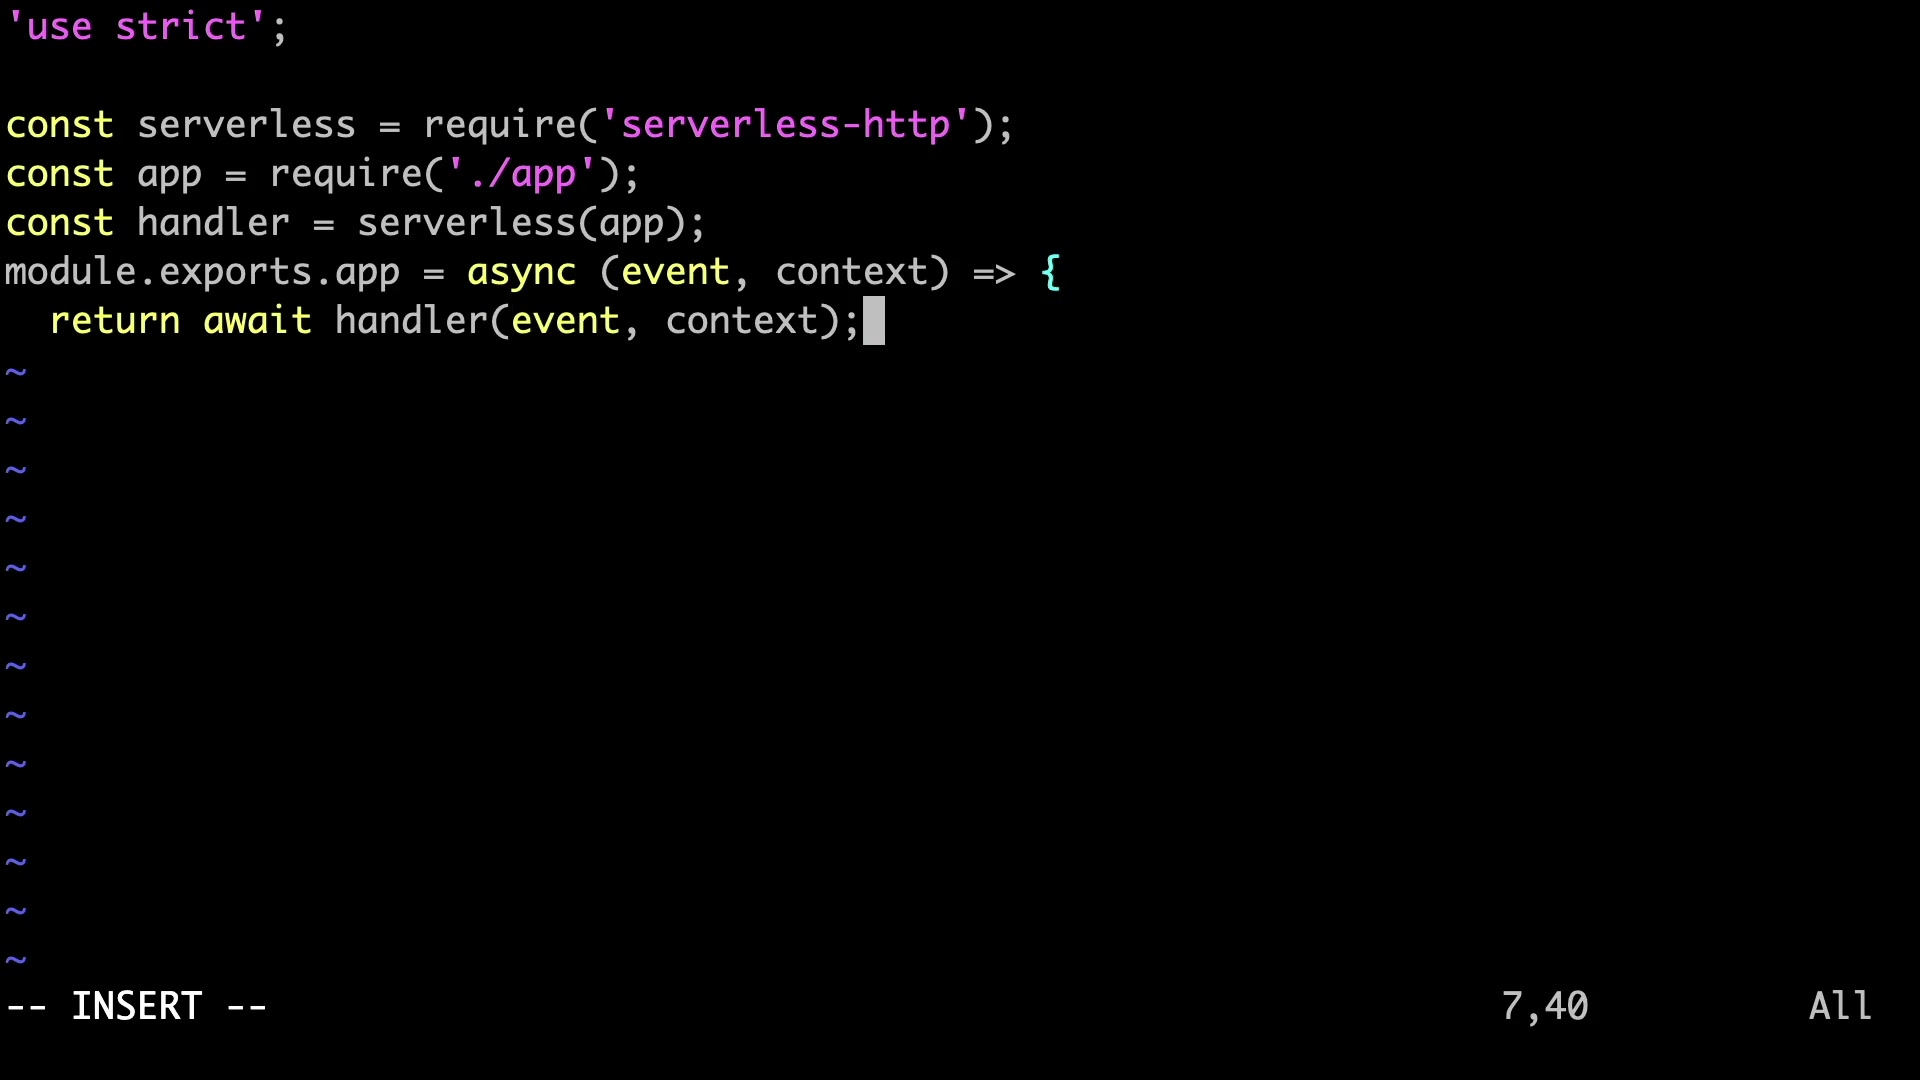 'use strict';
const serverless = require('serverless-http');
const app = require('./app');
const handler = serverless(app);
module.exports.app = async (event, context) => {
  return await handler(event, context);
~
~
~
~
~
~
~
~
~
~
~
~
~
-- INSERT -- 7,40 All